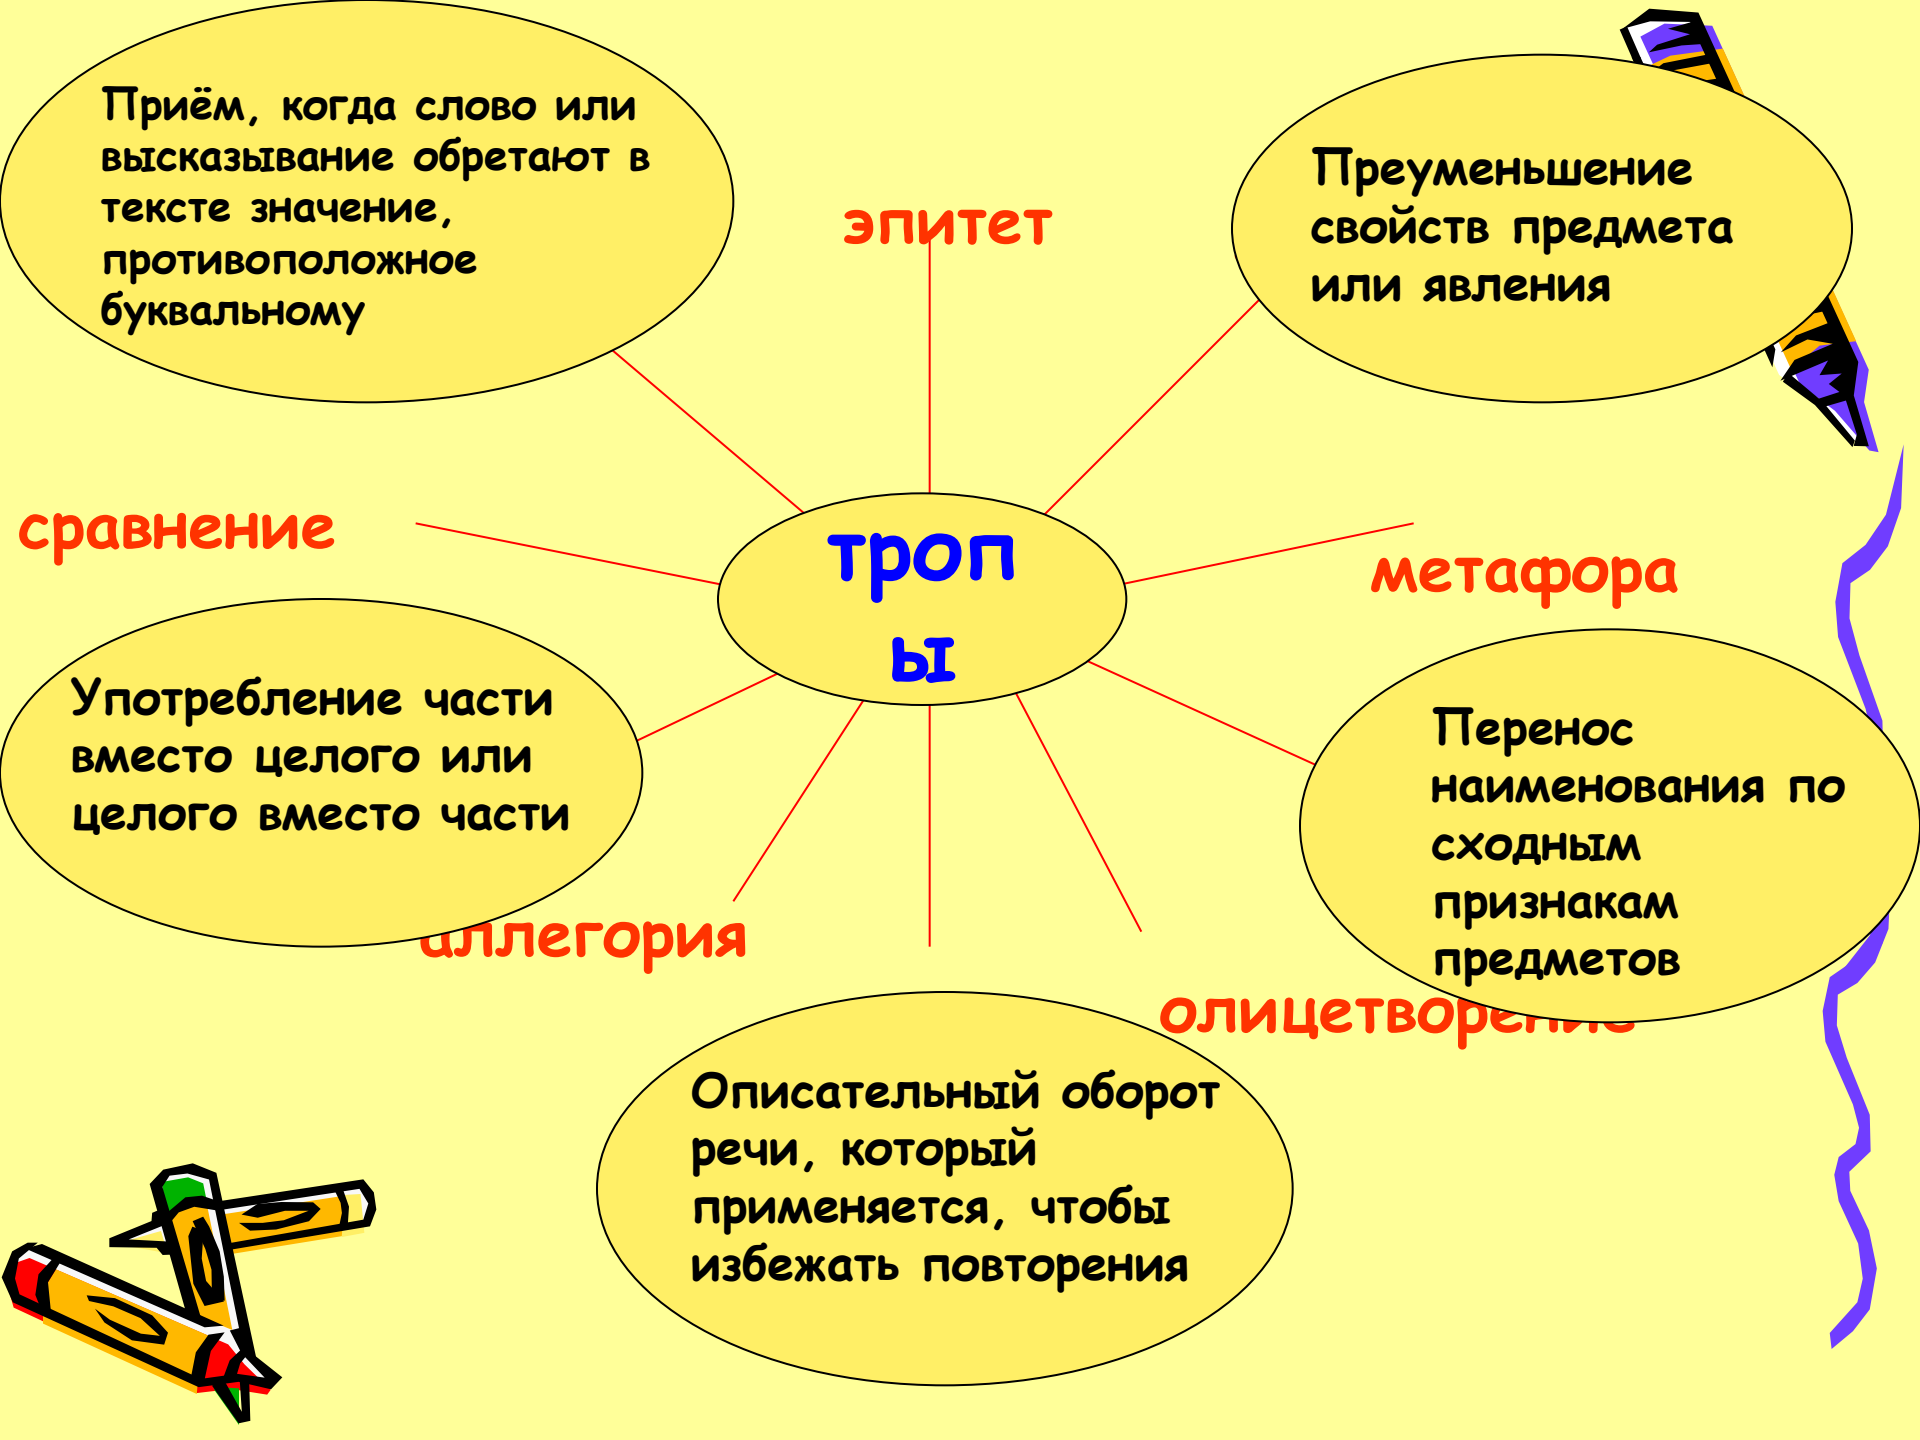 Приём, когда слово или
высказывание обретают в
тексте значение,
противоположное
буквальному
эпитет
Преуменьшение
свойств предмета
или явления
сравнение
троп
ы
метафора
Употребление части
вместо целого или
целого вместо части
Перенос
наименования по
сходным
признакам
предметов
аллегория
олицетворение
Описательный оборот
речи, который
применяется, чтобы
избежать повторения